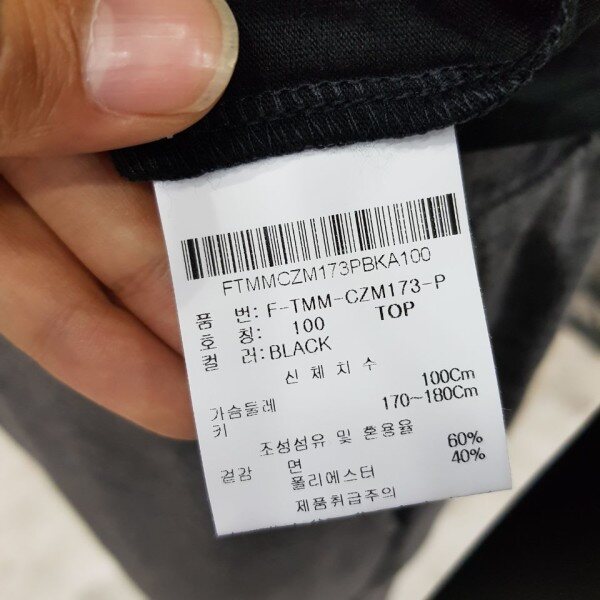 FTMMCZM173PBKA100
품 번: F-TMM-CZM173-P
호 칭: 100 TOP
컬 러: BLACK
신 체 치 수
가슴둘레 100Cm
키 170~180Cm
조성섬유 및 혼용율
겉감 면 60%
폴리에스터 40%
제품취급주의